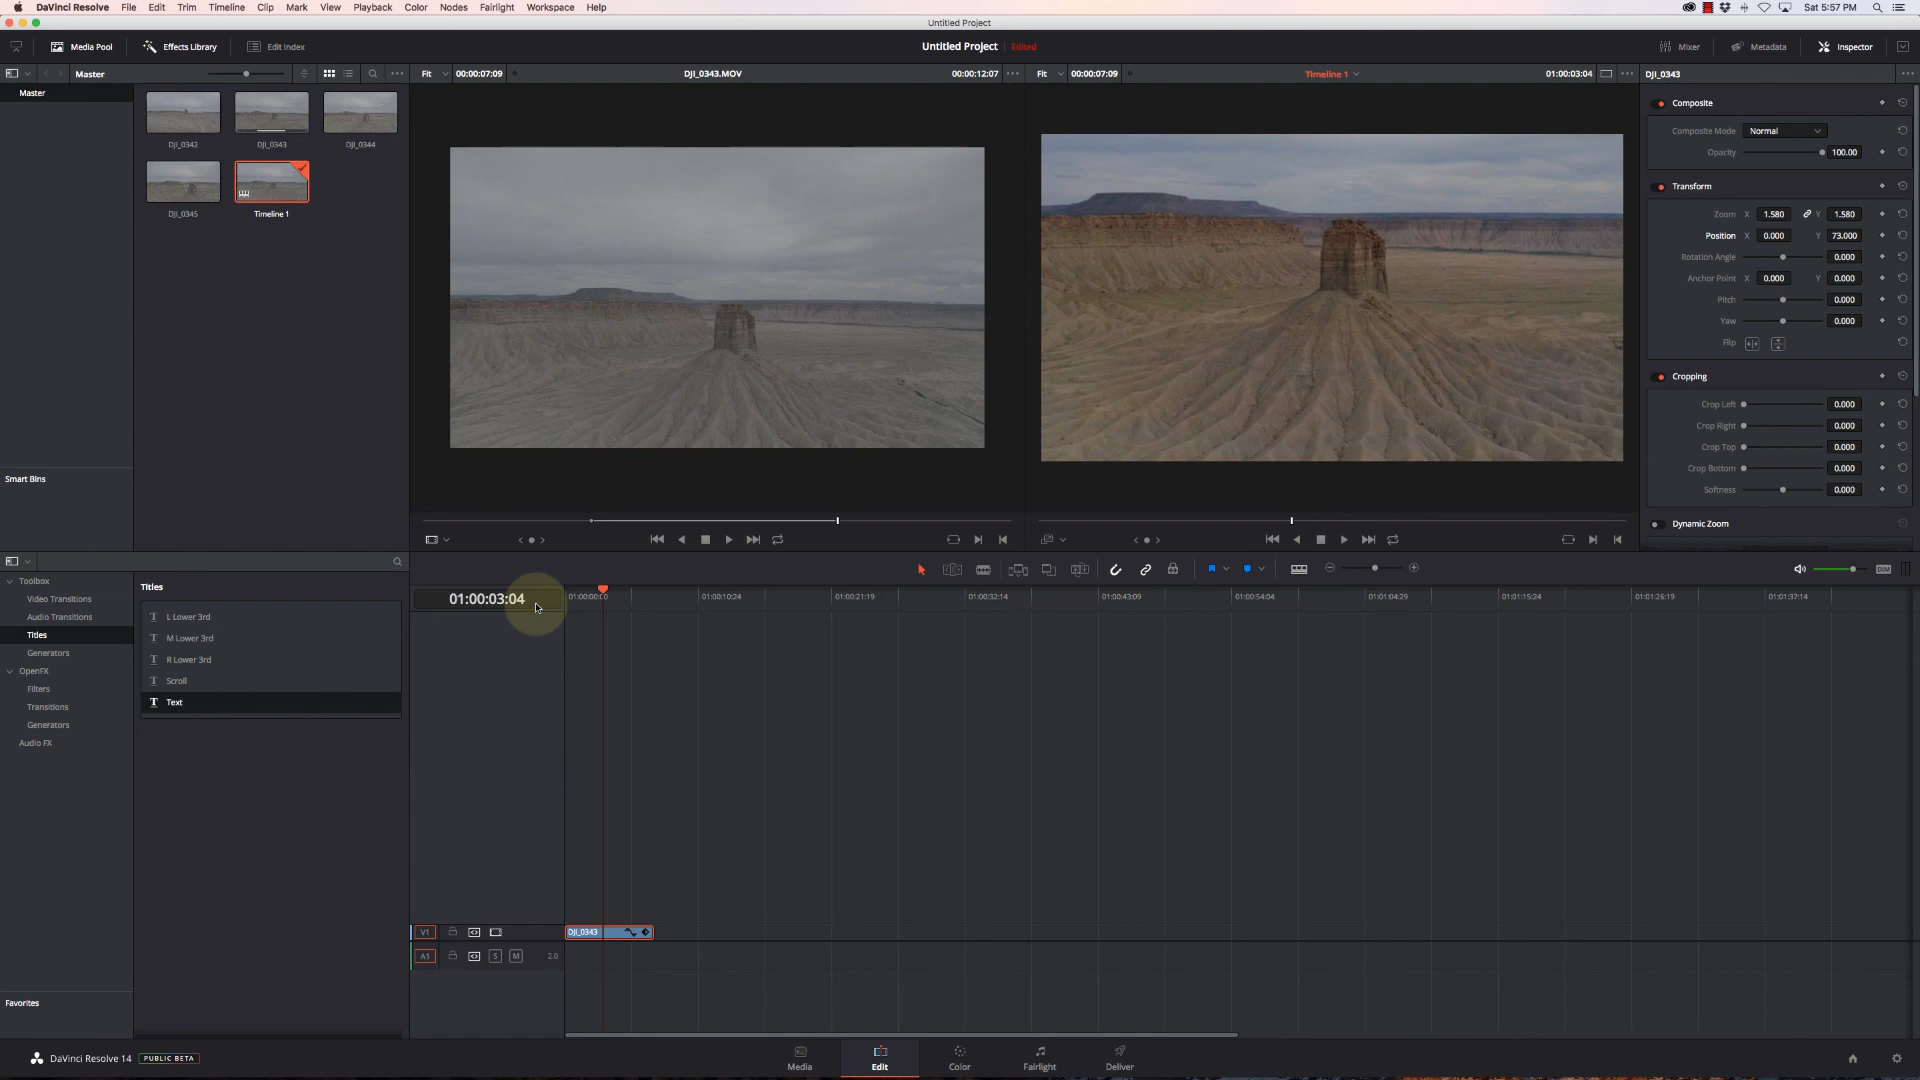 DaVinci Resolve File Edit Trim Timeline Clip Mark View Playback Color Nodes Fairlight Workspace Help Sat 5:57 PM
Untitled Project
Media Pool Effects Library Edit Index Untitled Project Edited Mixer Metadata Inspector
Master Fit 00:00:07:09 DJI_0343.MOV 00:00:12:07 Fit 00:00:07:09 Timeline 1 01:00:03:04 DJI_0343
Master
DJI_0342 DJI_0343 DJI_0344
DJI_0345 Timeline 1
Composite
Composite Mode Normal
Opacity 100.00
Transform
Zoom X 1.580 Y 1.580
Position X 0.000 Y 73.000
Rotation Angle 0.000
Anchor Point X 0.000 Y 0.000
Pitch 0.000
Yaw 0.000
Flip
Cropping
Crop Left 0.000
Crop Right 0.000
Crop Top 0.000
Crop Bottom 0.000
Softness 0.000
Dynamic Zoom
Smart Bins
Toolbox
Video Transitions
Audio Transitions
Titles
Generators
OpenFX
Filters
Transitions
Generators
Audio FX
Favorites
Titles
L Lower 3rd
M Lower 3rd
R Lower 3rd
Scroll
Text
DIM
01:00:03:04 01:00:00:0 01:00:10:24 01:00:21:19 01:00:32:14 01:00:43:09 01:00:54:04 01:01:04:29 01:01:15:24 01:01:26:19 01:01:37:14
V1 DJI_0343
A1 S M 2.0
DaVinci Resolve 14 PUBLIC BETA Media Edit Color Fairlight Deliver